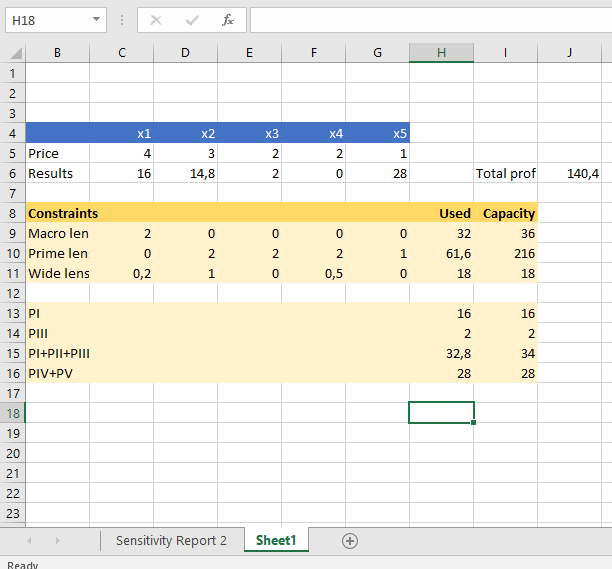 H18 fx
B C D E F G H I J
1
2
3
4 x1 x2 x3 x4 x5
5 Price 4 3 2 2 1
6 Results 16 14,8 2 0 28 Total prof 140,4
7
8 Constraints Used Capacity
9 Macro len 2 0 0 0 0 32 36
10 Prime len 0 2 2 2 1 61,6 216
11 Wide lens 0,2 1 0 0,5 0 18 18
12
13 PI 16 16
14 PIII 2 2
15 PI+PII+PIII 32,8 34
16 PIV+PV 28 28
17
18
19
20
21
22
23
Sensitivity Report 2 Sheet1
Ready